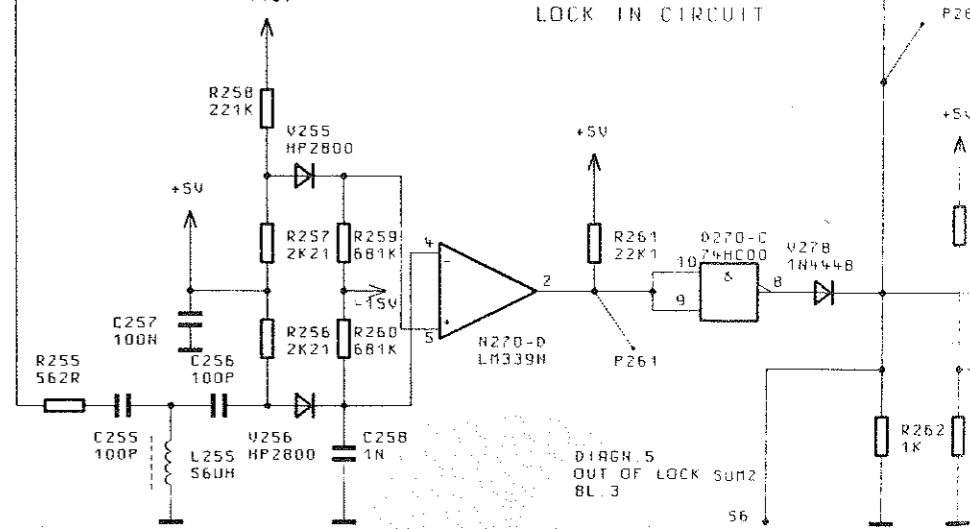 LOCK IN CIRCUIT
R258
221K
V255
HP2800
+5V
+5V
+5V
R257
2K21
R259
681K
-15V
R256
2K21
R260
681K
C257
100N
R255
562R
C256
100P
C255
100P
L255
56UH
V256
HP2800
C258
1N
4
-
+
5
2
N270-D
LM339N
R261
22K1
P261
10
9
D270-C
74HC00
&
8
V278
1N4448
R262
1K
DIAGN.5
OUT OF LOCK SUM2
BL.3
S6